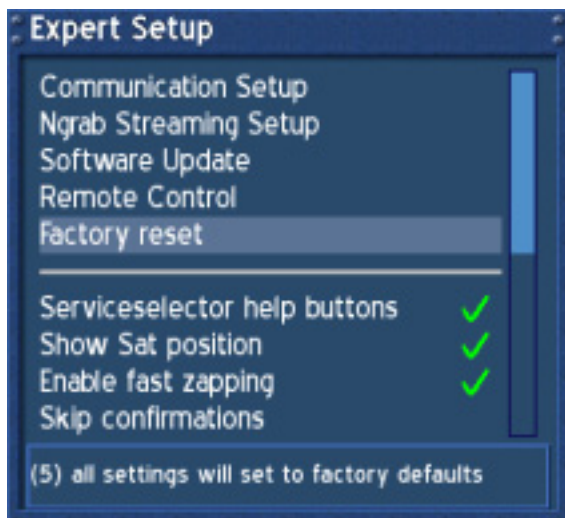 Expert Setup
Communication Setup
Ngrab Streaming Setup
Software Update
Remote Control
Factory reset
Serviceselector help buttons
Show Sat position
Enable fast zapping
Skip confirmations
(5) all settings will set to factory defaults